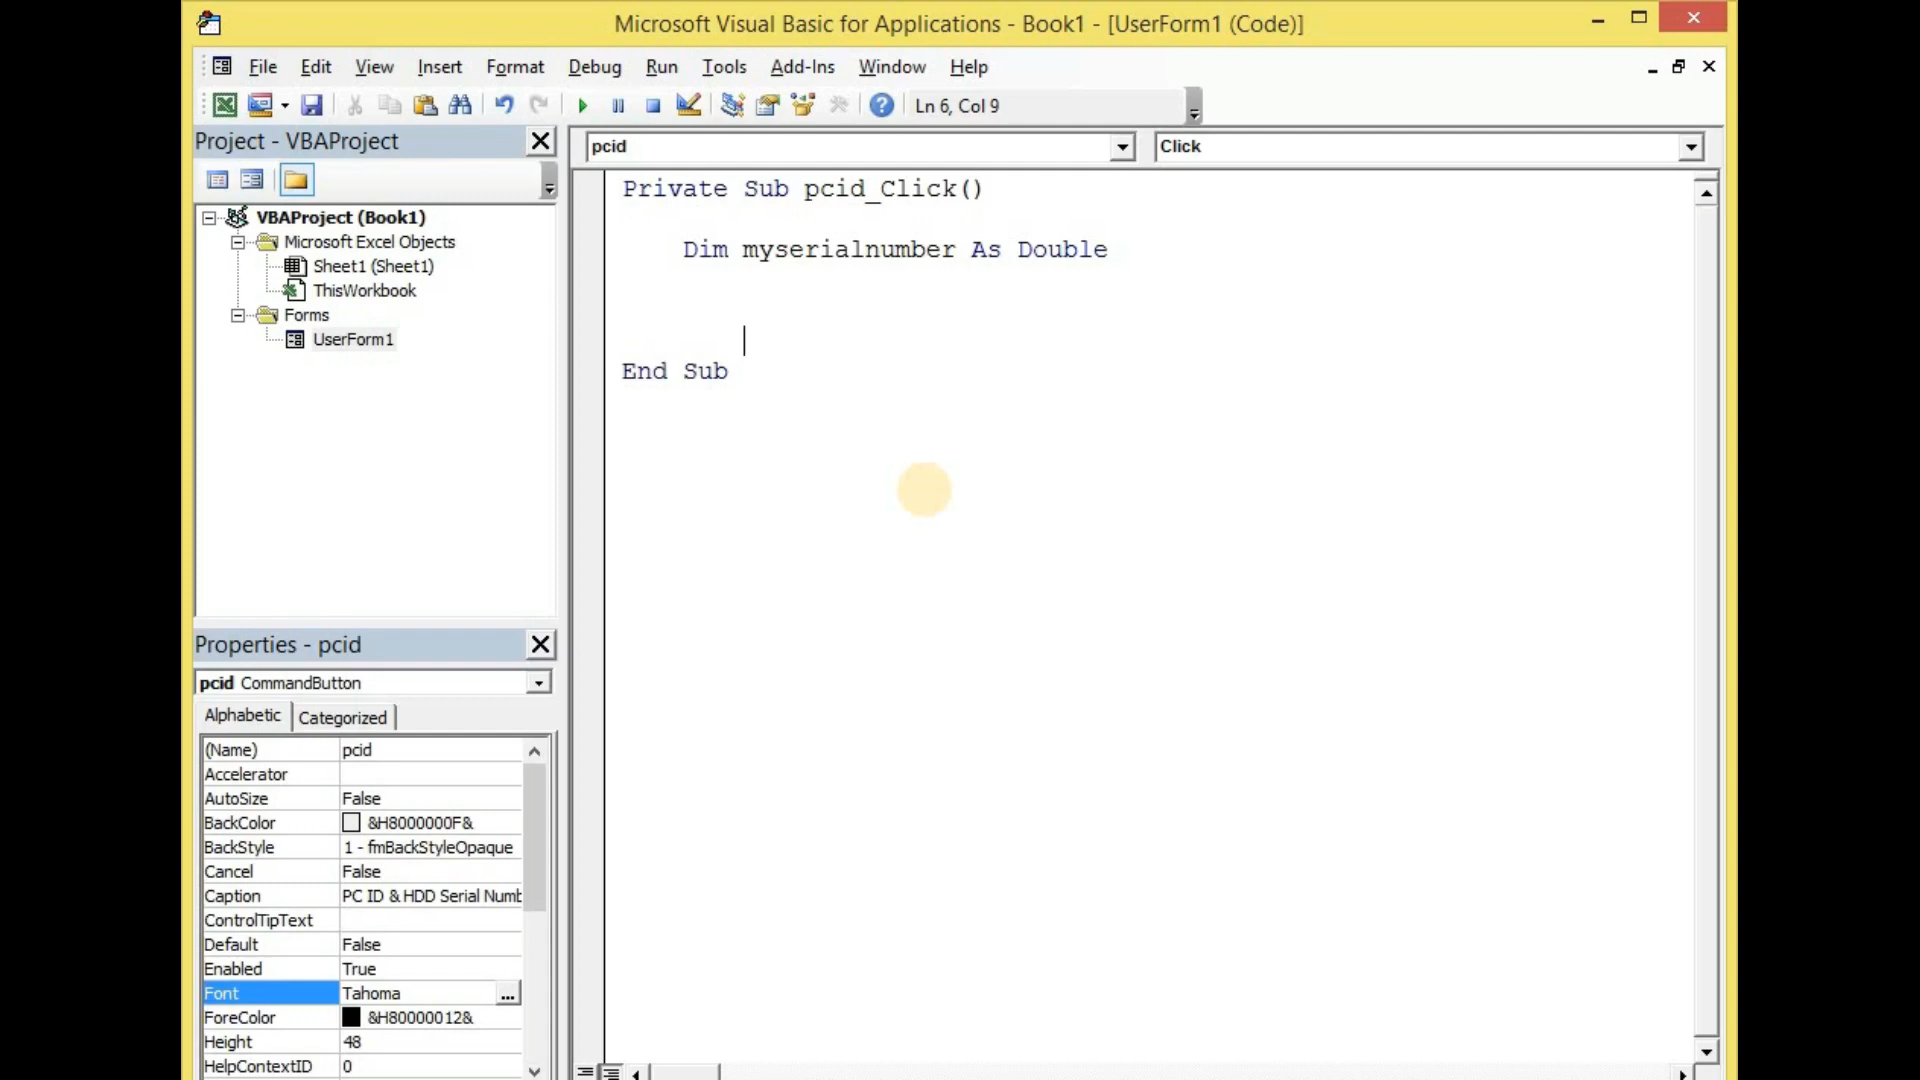 Microsoft Visual Basic for Applications - Book1 - [UserForm1 (Code)]
File Edit View Insert Format Debug Run Tools Add-Ins Window Help
Ln 6, Col 9
Project - VBAProject
pcid Click
VBAProject (Book1)
Microsoft Excel Objects
Sheet1 (Sheet1)
ThisWorkbook
Forms
UserForm1
Private Sub pcid_Click()
Dim myserialnumber As Double
End Sub
Properties - pcid
pcid CommandButton
Alphabetic Categorized
(Name) pcid
Accelerator
AutoSize False
BackColor &H8000000F&
BackStyle 1 - fmBackStyleOpaque
Cancel False
Caption PC ID & HDD Serial Numb
ControlTipText
Default False
Enabled True
Font Tahoma ...
ForeColor &H80000012&
Height 48
HelpContextID 0